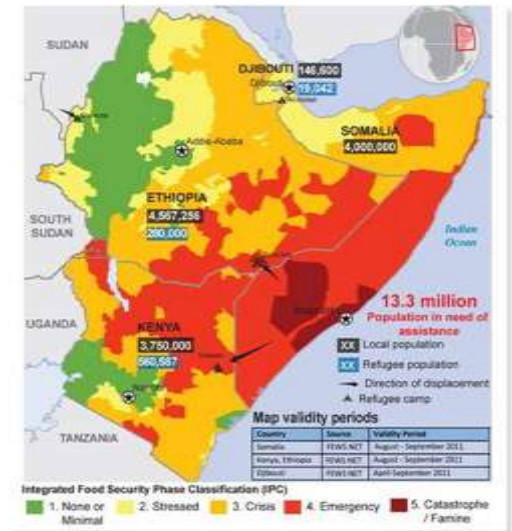 SUDAN
DJIBOUTI 146,600
19,042
SOMALIA
4,000,000
Addis-Ababa
ETHIOPIA
4,567,256
280,000
SOUTH
SUDAN
Indian
Ocean
13.3 million
Population in need of
assistance
UGANDA
KENYA
3,750,000
560,587
XX Local population
XX Refugee population
Direction of displacement
Refugee camp
Nairobi
TANZANIA
Map validity periods
Country Source Validity Period
Somalia FEWS NET August - September 2011
Kenya, Ethiopia FEWS NET August - September 2011
Djibouti FEWS NET April-September 2011
Integrated Food Security Phase Classification (IPC)
1. None or
Minimal
2. Stressed
3. Crisis
4. Emergency
5. Catastrophe
/ Famine